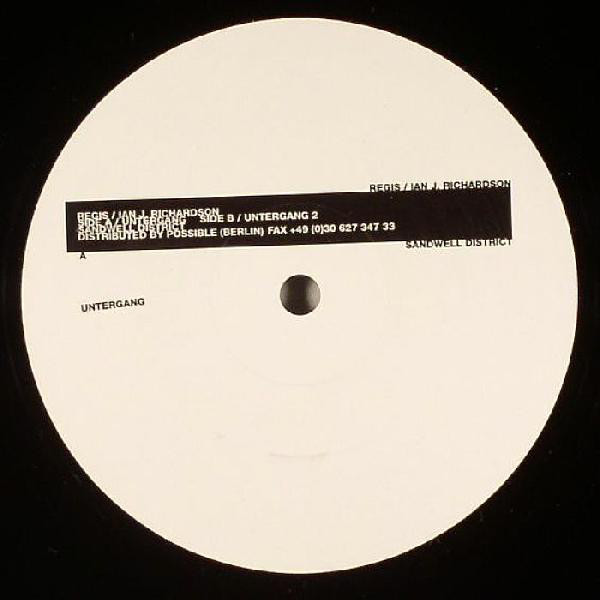 REGIS / IAN J. RICHARDSON
REGIS / IAN J. RICHARDSON
SIDE A / UNTERGANG SIDE B / UNTERGANG 2
SANDWELL DISTRICT
DISTRIBUTED BY POSSIBLE (BERLIN) FAX +49 (0)30 627 347 33
SANDWELL DISTRICT
A
UNTERGANG